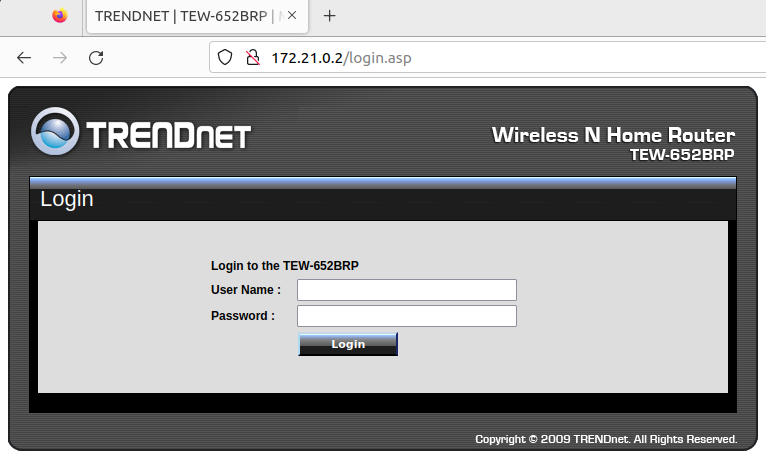 TRENDNET | TEW-652BRP |
172.21.0.2/login.asp
TRENDNET
Wireless N Home Router
TEW-652BRP
Login
Login to the TEW-652BRP
User Name :
Password :
Login
Copyright © 2009 TRENDnet. All Rights Reserved.